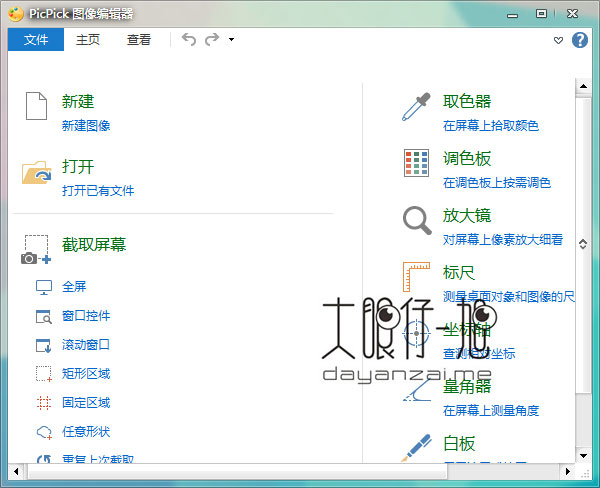 PicPick 图像编辑器
文件 主页 查看
新建
新建图像
打开
打开已有文件
截取屏幕
全屏
窗口控件
滚动窗口
矩形区域
固定区域
任意形状
重复上次截取
取色器
在屏幕上拾取颜色
调色板
在调色板上按需调色
放大镜
对屏幕上像素放大细看
标尺
测量桌面对象和图像的尺
坐标轴
查测相对坐标
量角器
在屏幕上测量角度
白板
大眼仔~旭
dayanzai.me